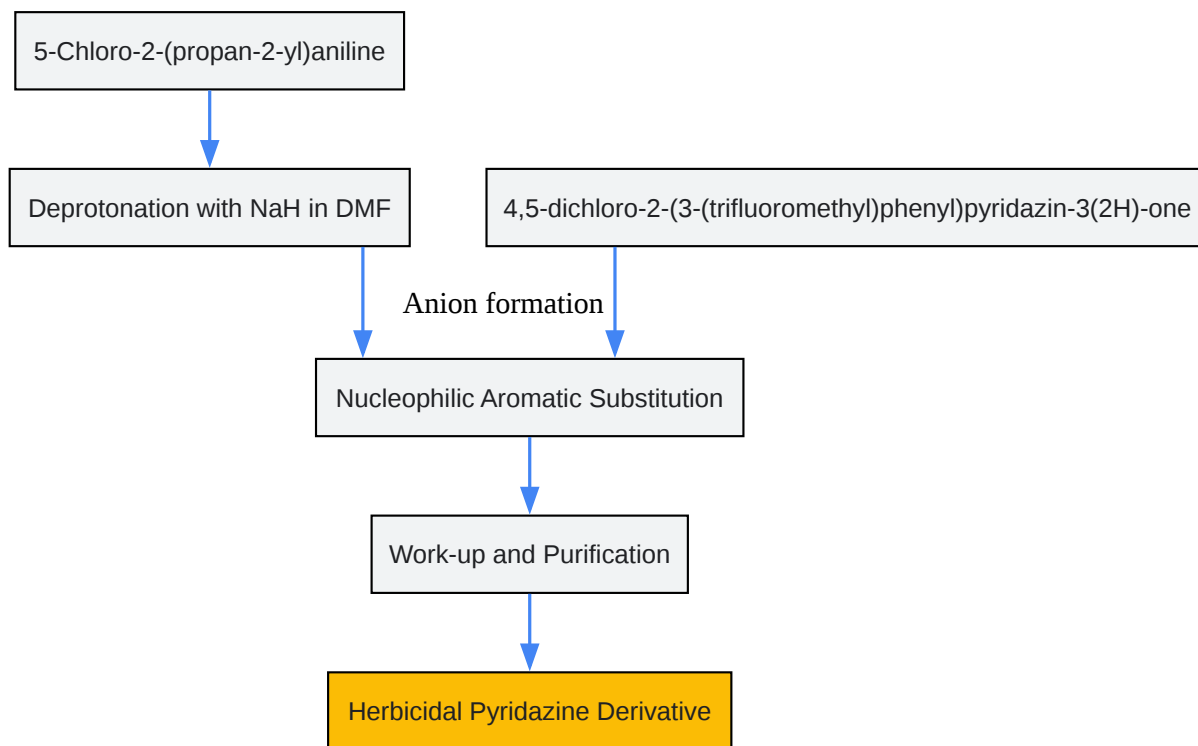 5-Chloro-2-(propan-2-yl)aniline
Deprotonation with NaH in DMF
4,5-dichloro-2-(3-(trifluoromethyl)phenyl)pyridazin-3(2H)-one
Anion formation
Nucleophilic Aromatic Substitution
Work-up and Purification
Herbicidal Pyridazine Derivative